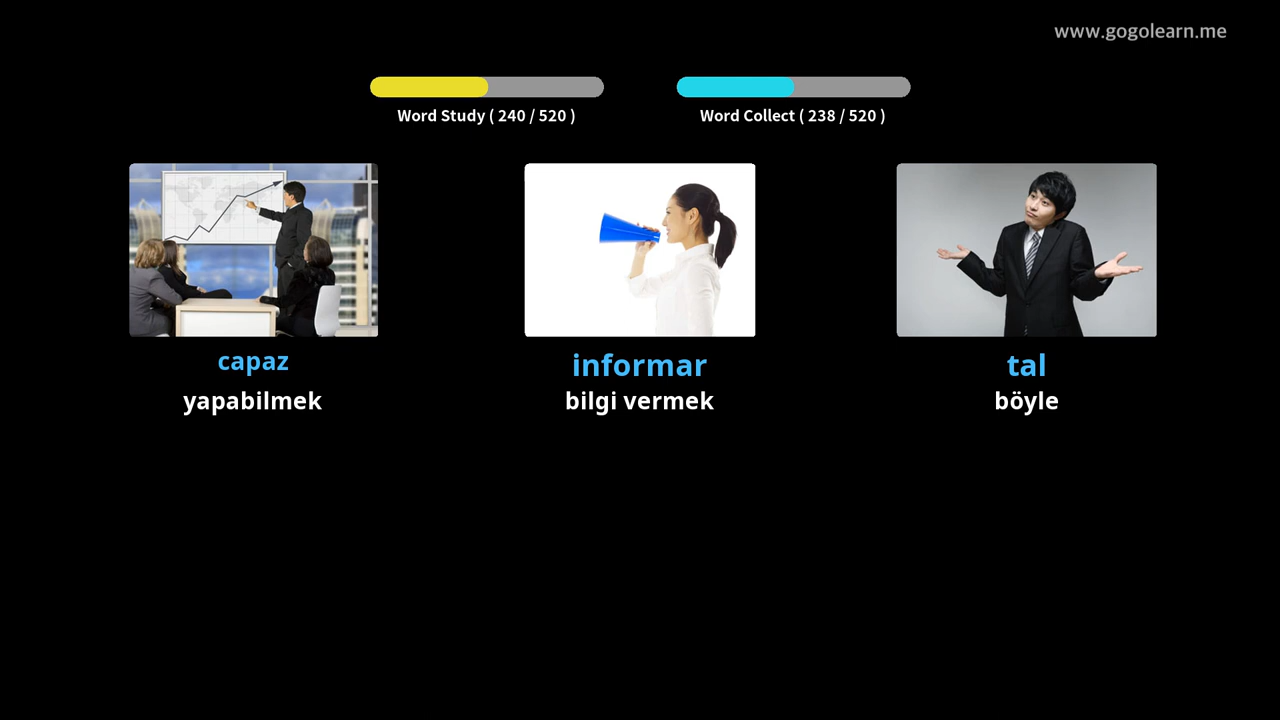 www.gogolearn.me
Word Study ( 240 / 520 )
Word Collect ( 238 / 520 )
capaz
yapabilmek
informar
bilgi vermek
tal
böyle